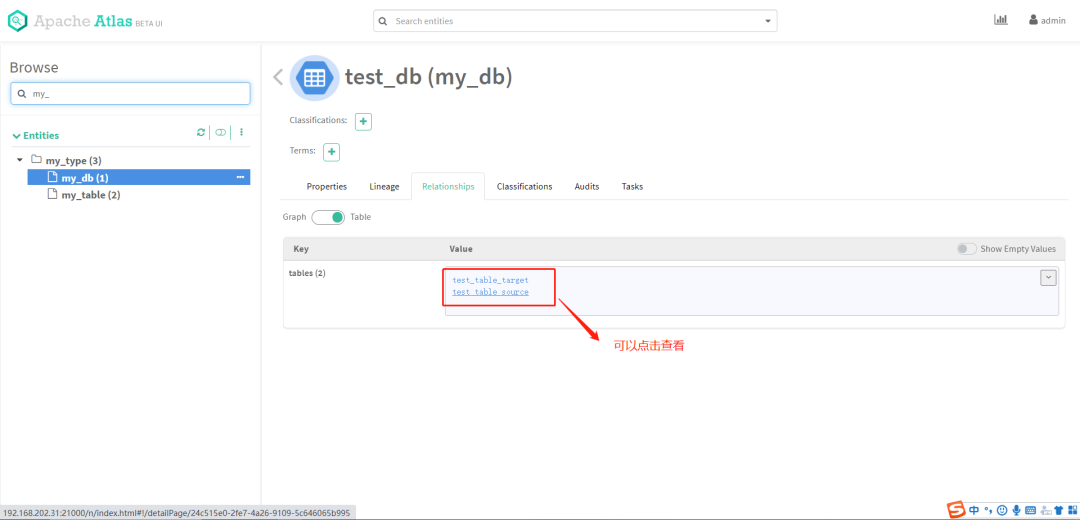 Apache Atlas BETA UI
Search entities
admin
Browse
my_
Entities
my_type (3)
my_db (1)
my_table (2)
test_db (my_db)
Classifications:
Terms:
Properties Lineage Relationships Classifications Audits Tasks
Graph Table
Key Value Show Empty Values
tables (2)
test_table_target
test_table_source
可以点击查看
192.168.202.31:21000/n/index.html#!/detailPage/24c515e0-2fe7-4a26-9109-5c646065b995
中